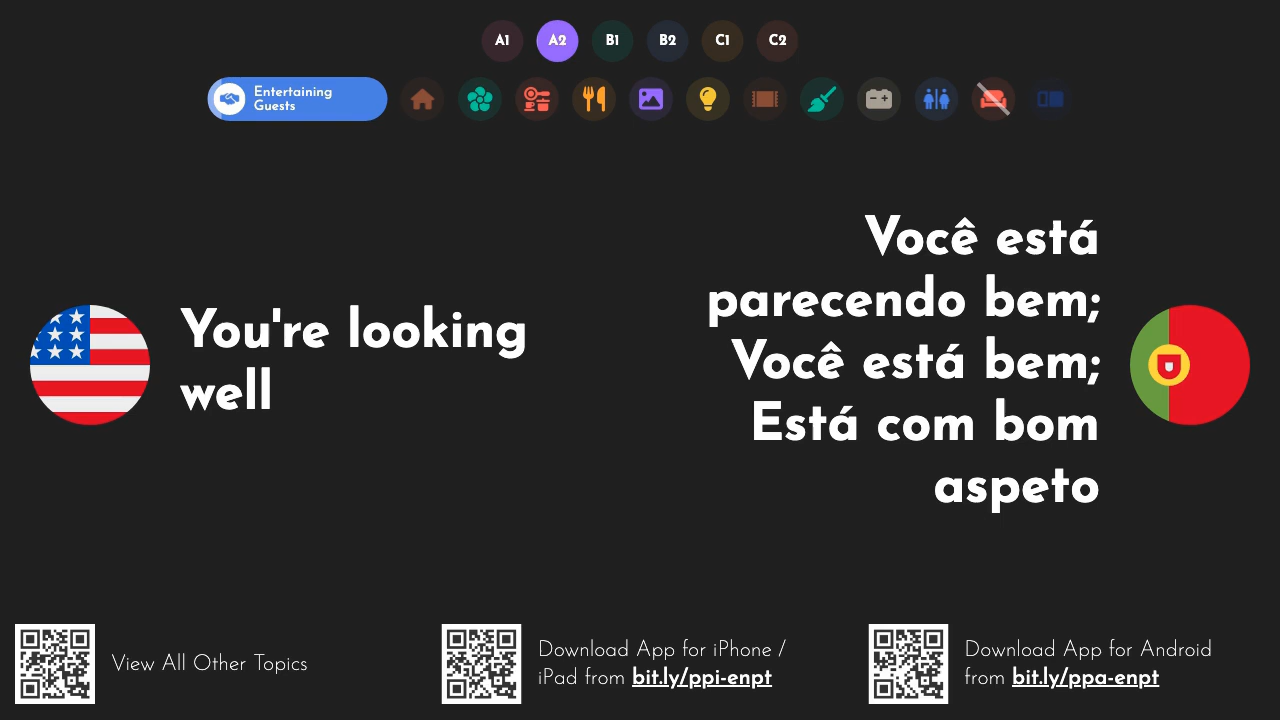 A1 A2 B1 B2 C1 C2
Entertaining
Guests
You're looking
well
Você está
parecendo bem;
Você está bem;
Está com bom
aspeto
View All Other Topics
Download App for iPhone /
iPad from bit.ly/ppi-enpt
Download App for Android
from bit.ly/ppa-enpt